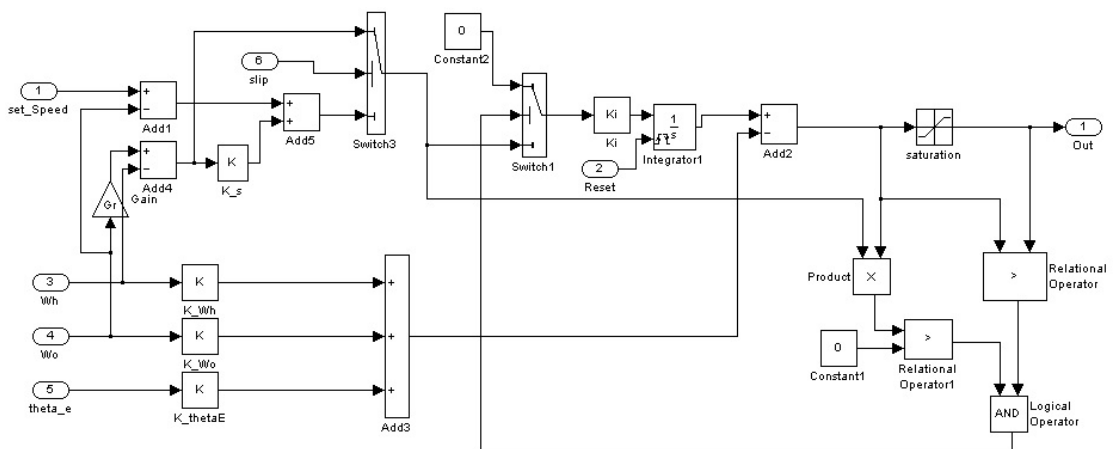 0
Constant2
6
slip
1
set_Speed
+
−
Add1
+
+
Add5
Switch3
Switch1
Ki
Ki
1
s
Integrator1
+
−
Add2
saturation
1
Out
+
−
Add4
K
K_s
2
Reset
Gr
Gain
3
Wh
K
K_Wh
+
4
Wo
K
K_Wo
+
5
theta_e
K
K_thetaE
+
Add3
Product
X
>
Relational
Operator
0
Constant1
>
Relational
Operator1
AND
Logical
Operator